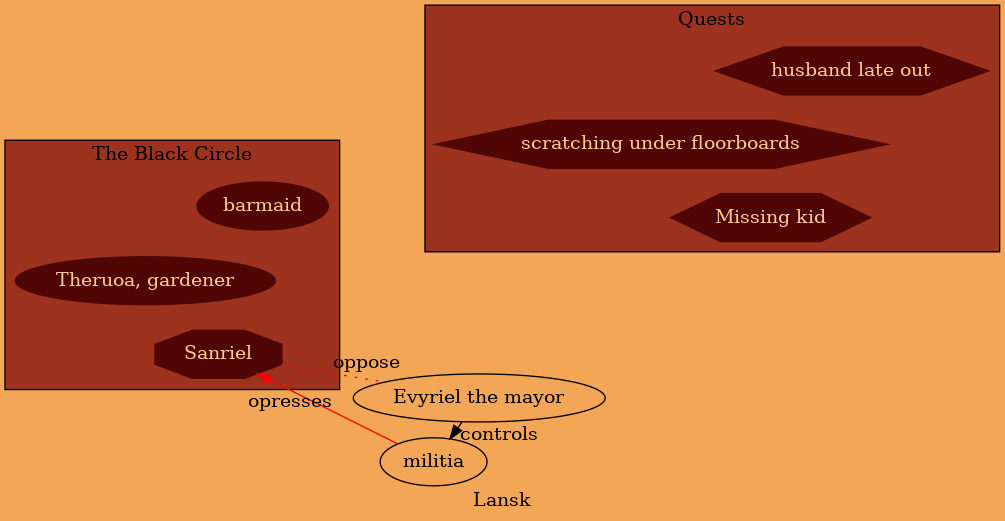 Quests
husband late out
scratching under floorboards
Missing kid
The Black Circle
barmaid
Theruoa, gardener
Sanriel
oppose
Evyriel the mayor
opresses
controls
militia
Lansk